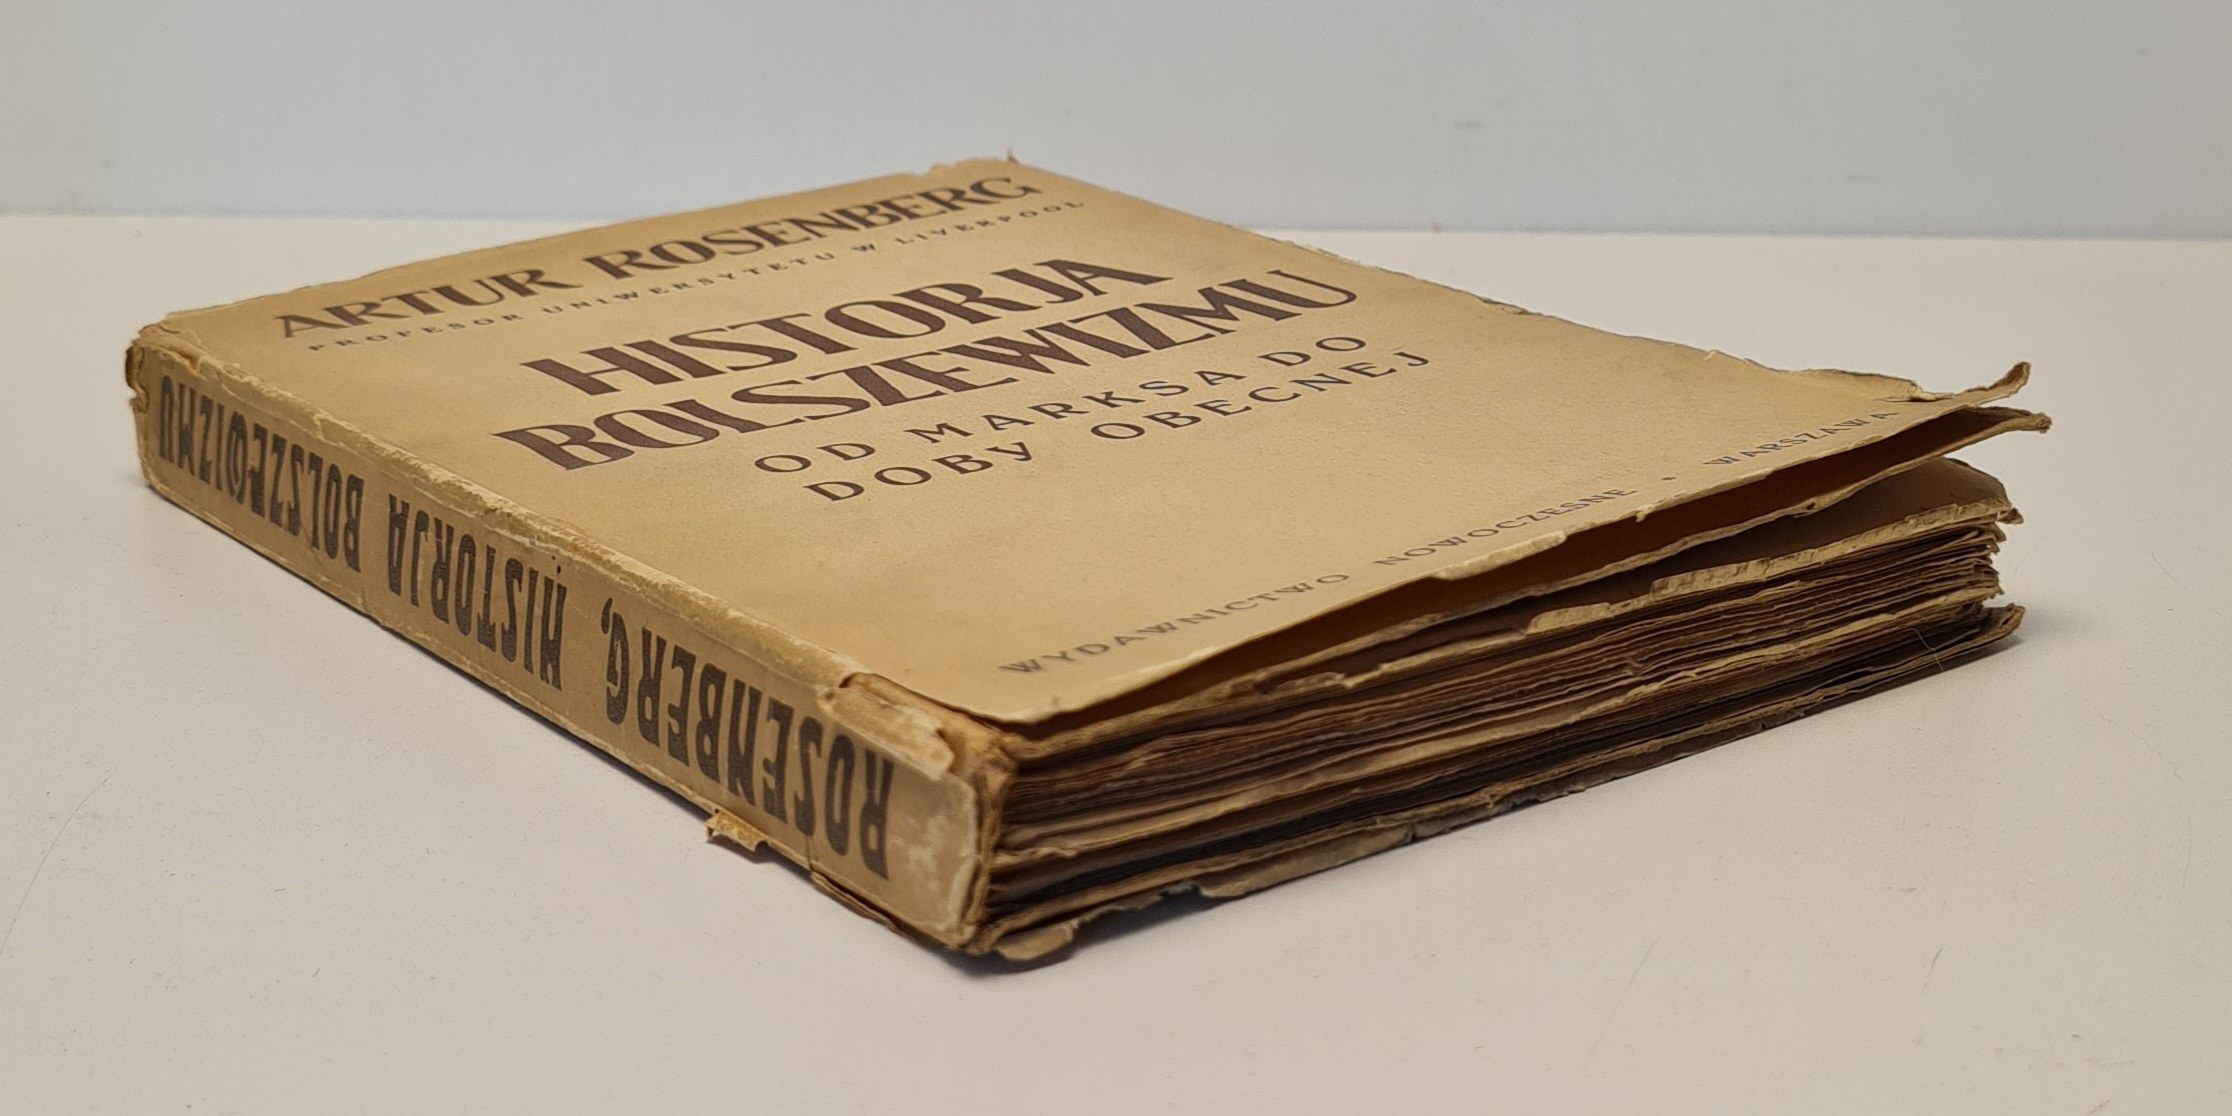 ARTUR ROSENBERG
PROFESOR UNIWERSYTETU W LIVERPOOL
HISTORJA
BOLSZEWIZMU
OD MARKSA DO
DOBY OBECNEJ
WYDAWNICTWO NOWOCZESNE • WARSZAWA
ROSENBERG, HISTORJA BOLSZEWIZMU